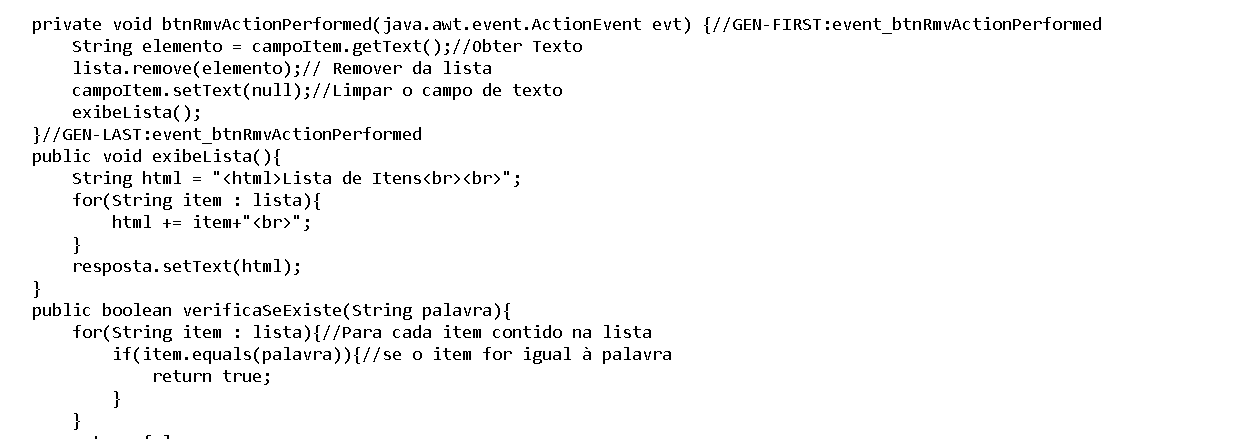 private void btnRmvActionPerformed(java.awt.event.ActionEvent evt) {//GEN-FIRST:event_btnRmvActionPerformed
    String elemento = campoItem.getText();//Obter Texto
    lista.remove(elemento);// Remover da lista
    campoItem.setText(null);//Limpar o campo de texto
    exibeLista();
}//GEN-LAST:event_btnRmvActionPerformed
public void exibeLista(){
    String html = "<html>Lista de Itens<br><br>";
    for(String item : lista){
        html += item+"<br>";
    }
    resposta.setText(html);
}
public boolean verificaSeExiste(String palavra){
    for(String item : lista){//Para cada item contido na lista
        if(item.equals(palavra)){//se o item for igual à palavra
            return true;
        }
    }